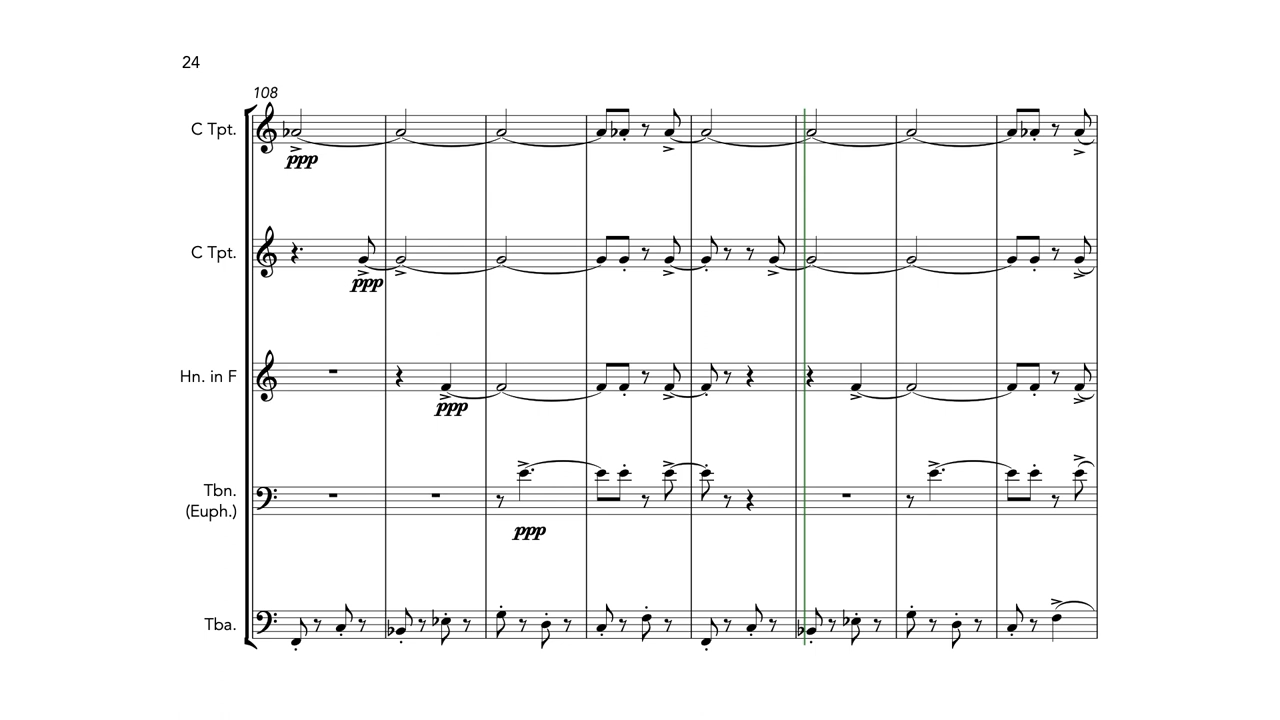 24
108
C Tpt.
ppp
C Tpt.
ppp
Hn. in F
ppp
Tbn.
(Euph.)
ppp
Tba.